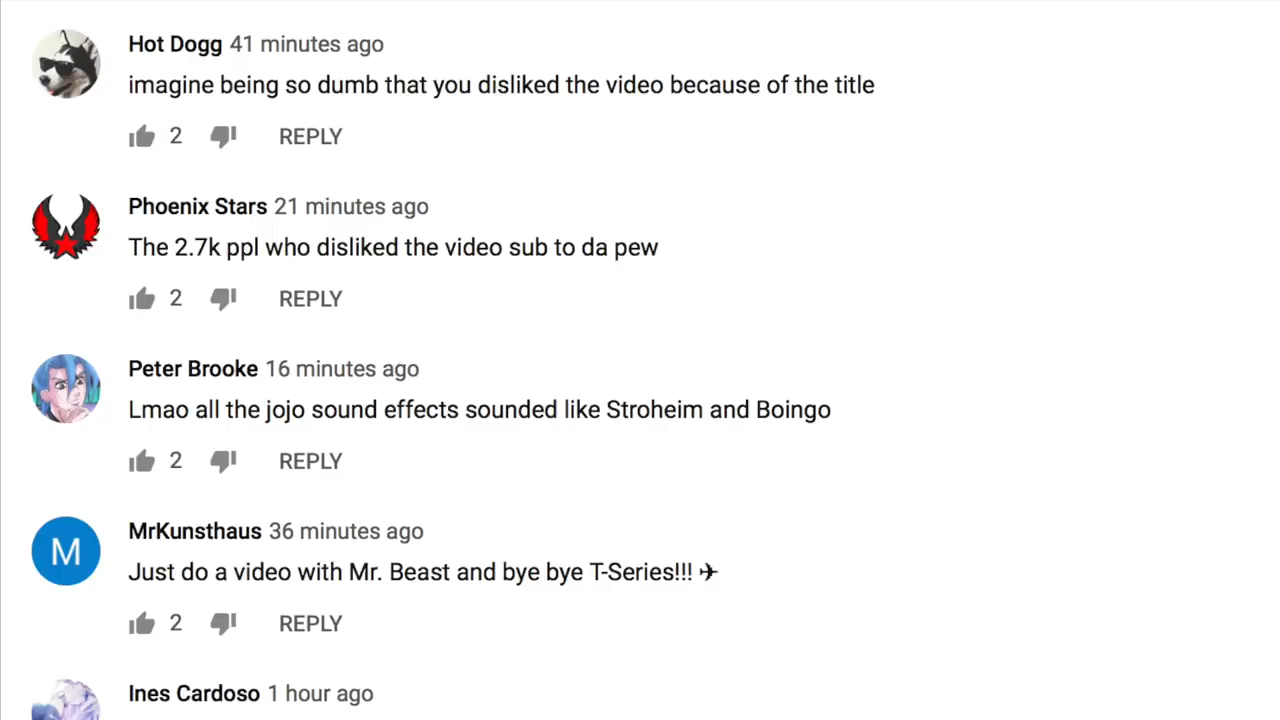 Hot Dogg 41 minutes ago
imagine being so dumb that you disliked the video because of the title
2 REPLY
Phoenix Stars 21 minutes ago
The 2.7k ppl who disliked the video sub to da pew
2 REPLY
Peter Brooke 16 minutes ago
Lmao all the jojo sound effects sounded like Stroheim and Boingo
2 REPLY
M
MrKunsthaus 36 minutes ago
Just do a video with Mr. Beast and bye bye T-Series!!! ✈
2 REPLY
Ines Cardoso 1 hour ago